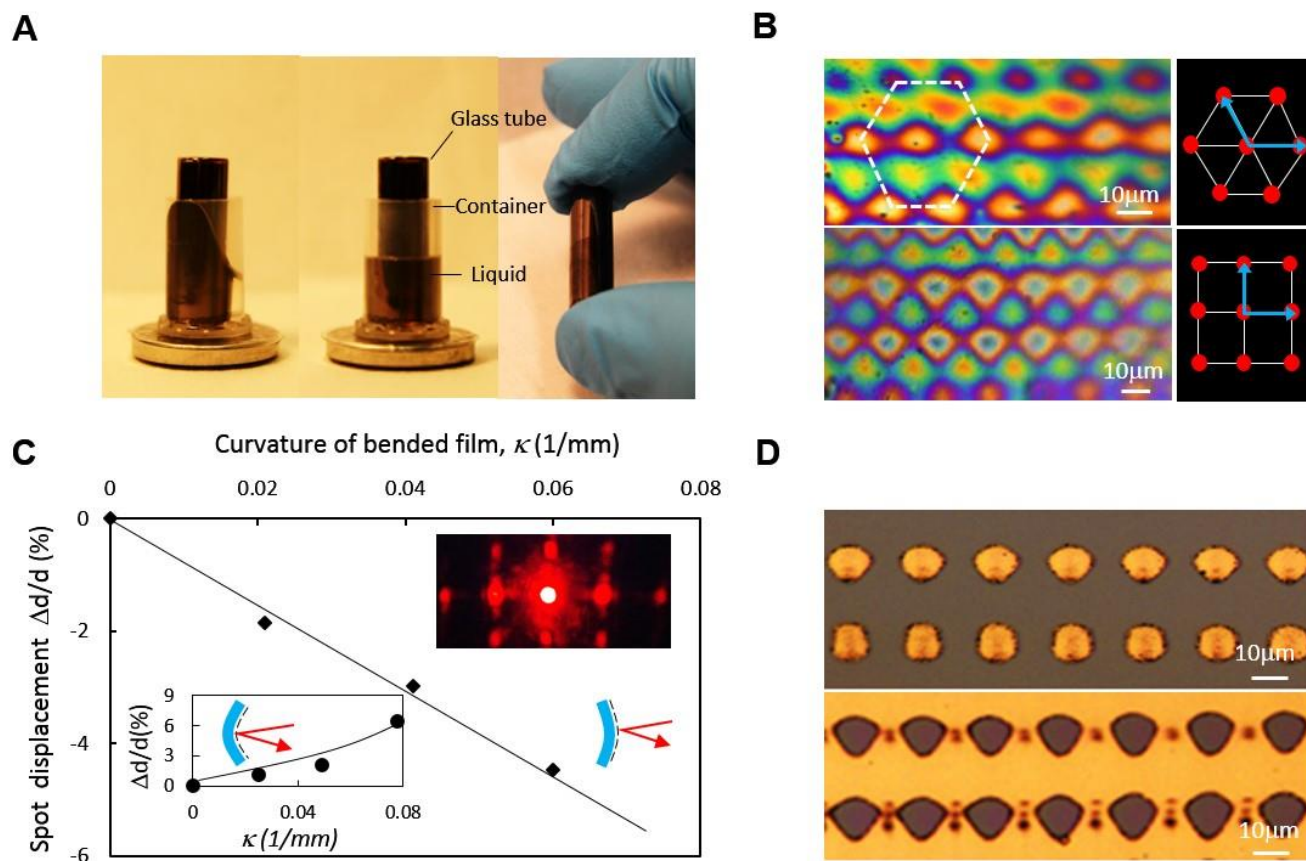 A
Glass tube
Container
Liquid
B
10μm
10μm
C
Curvature of bended film, κ (1/mm)
0
0.02
0.04
0.06
0.08
Spot displacement Δd/d (%)
0
-2
-4
-6
Δd/d(%)
9
6
3
0
0
0.04
0.08
κ (1/mm)
D
10μm
10μm